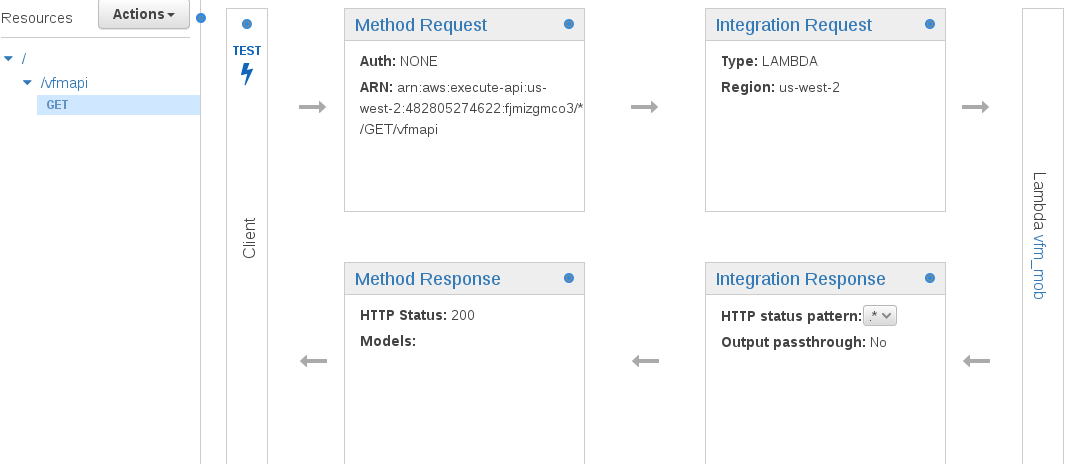 Resources
Actions
/
/vfmapi
GET
TEST
Client
Method Request
Auth: NONE
ARN: arn:aws:execute-api:us-
west-2:482805274622:fjmizgmco3/*
/GET/vfmapi
Integration Request
Type: LAMBDA
Region: us-west-2
Lambda vfm_mob
Method Response
HTTP Status: 200
Models:
Integration Response
HTTP status pattern: .*
Output passthrough: No